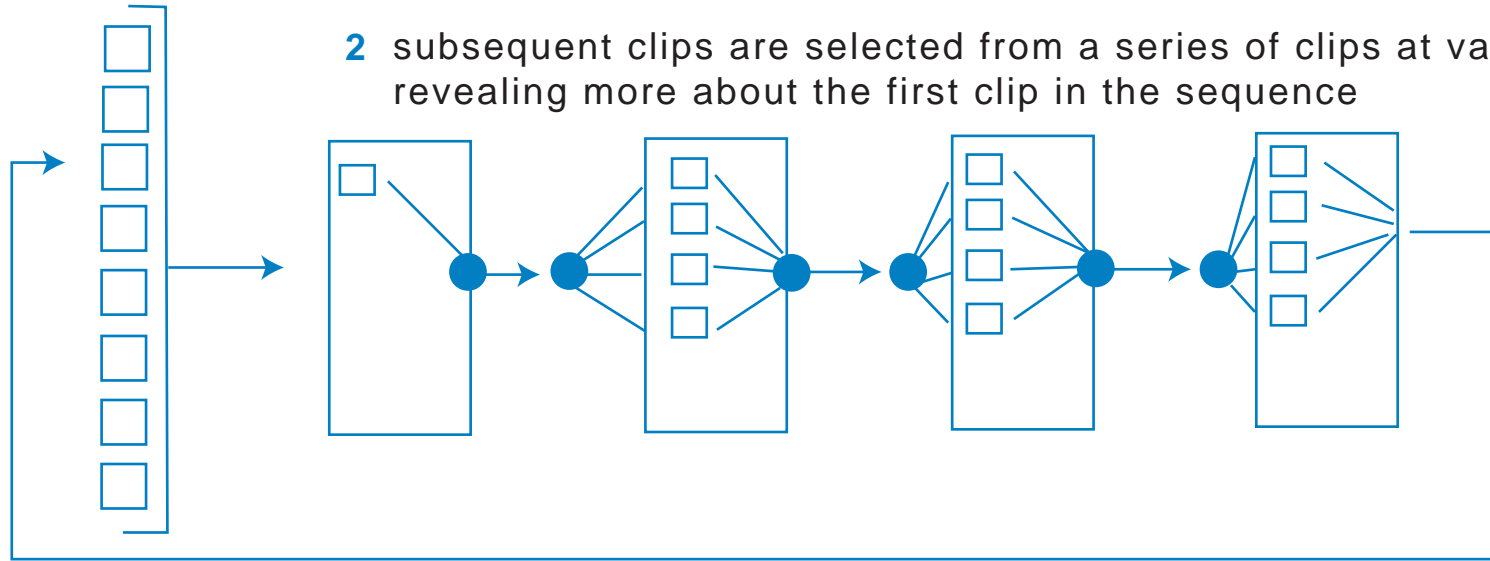 2 subsequent clips are selected from a series of clips at va
revealing more about the first clip in the sequence